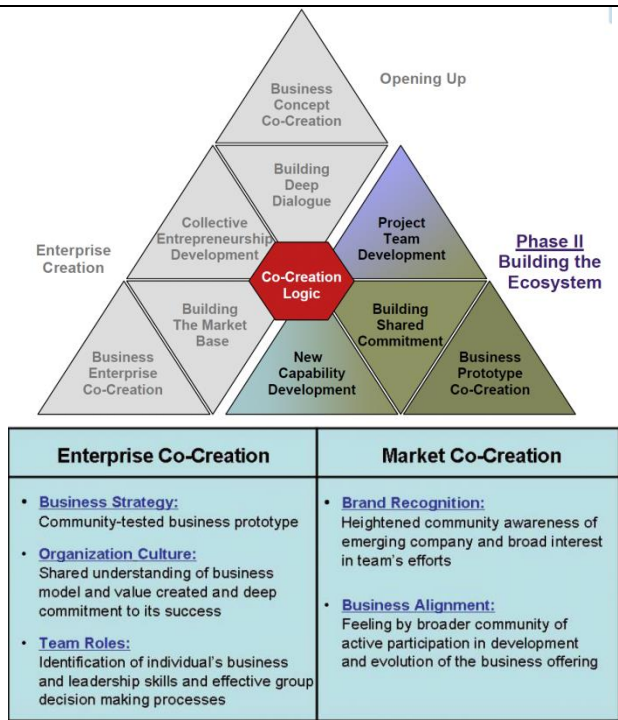 Business
Concept
Co-Creation
Opening Up
Building
Deep
Dialogue
Collective
Entrepreneurship
Development
Project
Team
Development
Enterprise
Creation
Phase II
Building the
Ecosystem
Co-Creation
Logic
Building
The Market
Base
Building
Shared
Commitment
Business
Enterprise
Co-Creation
New
Capability
Development
Business
Prototype
Co-Creation
Enterprise Co-Creation
• Business Strategy:
Community-tested business prototype
• Organization Culture:
Shared understanding of business
model and value created and deep
commitment to its success
• Team Roles:
Identification of individual's business
and leadership skills and effective group
decision making processes
Market Co-Creation
• Brand Recognition:
Heightened community awareness of
emerging company and broad interest
in team's efforts
• Business Alignment:
Feeling by broader community of
active participation in development
and evolution of the business offering